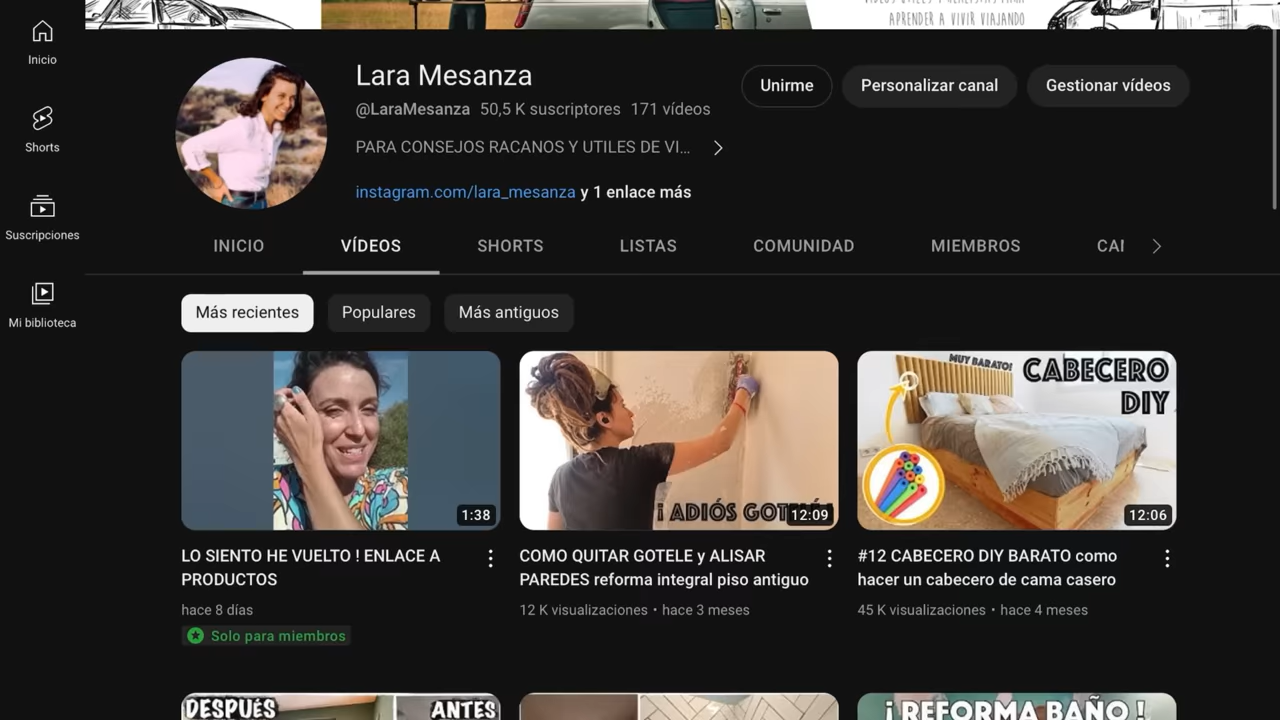 VIDEOS UTILES Y REALISTAS PARA
APRENDER A VIVIR VIAJANDO
Inicio
Shorts
Suscripciones
Mi biblioteca
Lara Mesanza
@LaraMesanza 50,5 K suscriptores 171 vídeos
PARA CONSEJOS RACANOS Y UTILES DE VI...
instagram.com/lara_mesanza y 1 enlace más
Unirme
Personalizar canal
Gestionar vídeos
INICIO
VÍDEOS
SHORTS
LISTAS
COMUNIDAD
MIEMBROS
CAI
Más recientes
Populares
Más antiguos
1:38
LO SIENTO HE VUELTO ! ENLACE A
PRODUCTOS
hace 8 días
Solo para miembros
¡ ADIÓS GOT
12:09
COMO QUITAR GOTELE y ALISAR
PAREDES reforma integral piso antiguo
12 K visualizaciones • hace 3 meses
MUY BARATO!
CABECERO
DIY
12:06
#12 CABECERO DIY BARATO como
hacer un cabecero de cama casero
45 K visualizaciones • hace 4 meses
DESPUÉS
ANTES
¡ REFORMA BAÑO !